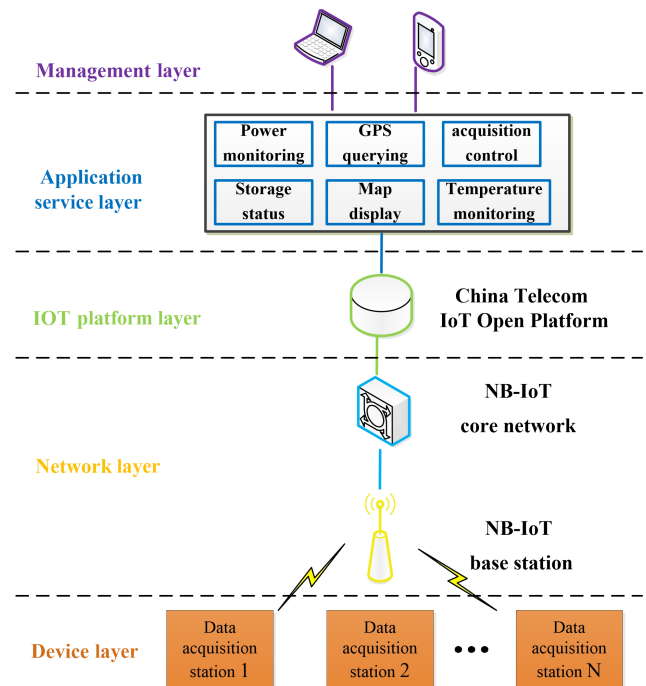 Management layer
Power
monitoring
GPS
querying
acquisition
control
Application
service layer
Storage
status
Map
display
Temperature
monitoring
IOT platform layer
China Telecom
IoT Open Platform
NB-IoT
core network
Network layer
NB-IoT
base station
Device layer
Data
acquisition
station 1
Data
acquisition
station 2
•••
Data
acquisition
station N